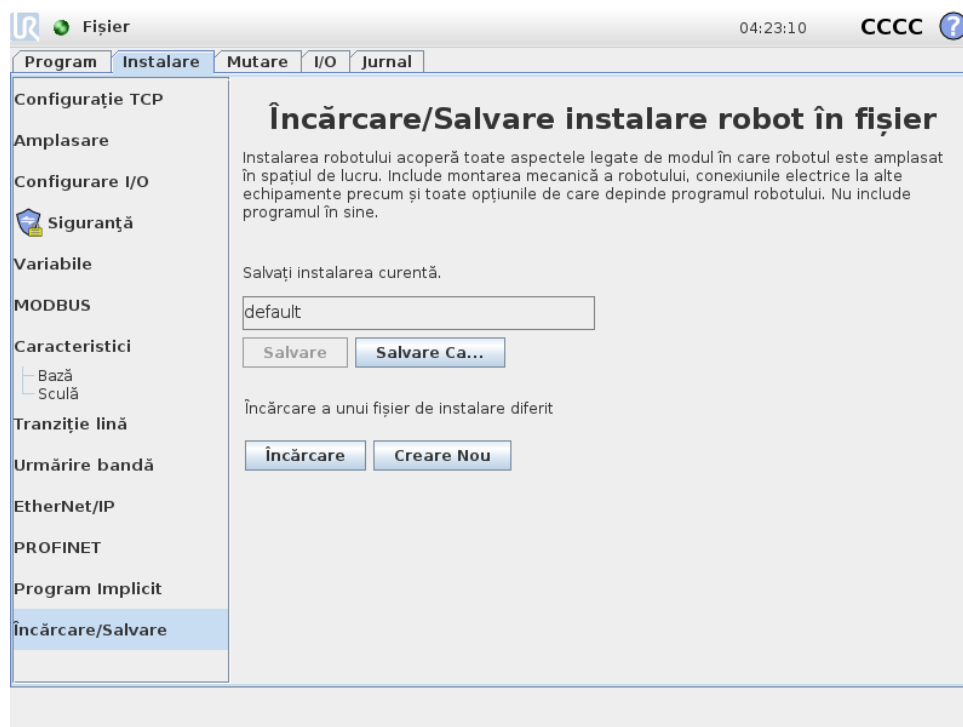 UR Fișier 04:23:10 CCCC ?
Program Instalare Mutare I/O Jurnal
Configurație TCP
Amplasare
Configurare I/O
Siguranță
Variabile
MODBUS
Caracteristici
Bază
Sculă
Tranziție lină
Urmărire bandă
EtherNet/IP
PROFINET
Program Implicit
Încărcare/Salvare
Încărcare/Salvare instalare robot în fișier
Instalarea robotului acoperă toate aspectele legate de modul în care robotul este amplasat
în spațiul de lucru. Include montarea mecanică a robotului, conexiunile electrice la alte
echipamente precum și toate opțiunile de care depinde programul robotului. Nu include
programul în sine.
Salvați instalarea curentă.
default
Salvare Salvare Ca...
Încărcare a unui fișier de instalare diferit
Încărcare Creare Nou